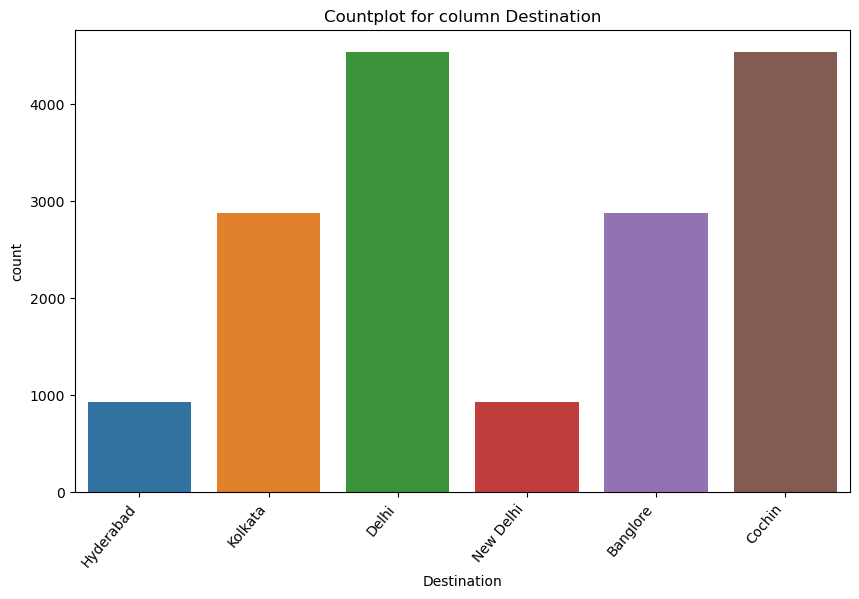 Countplot for column Destination
count
4000
3000
2000
1000
0
Hyderabad
Kolkata
Delhi
New Delhi
Banglore
Cochin
Destination